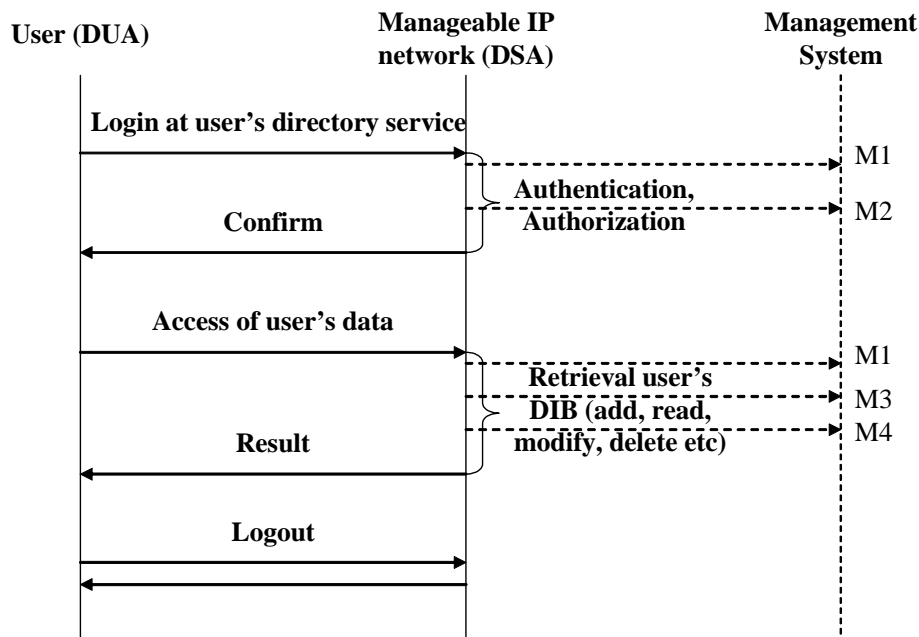 User (DUA)
Manageable IP
network (DSA)
Management
System
Login at user's directory service
M1
Authentication,
Authorization
M2
Confirm
Access of user's data
M1
Retrieval user's
DIB (add, read,
modify, delete etc)
M3
M4
Result
Logout